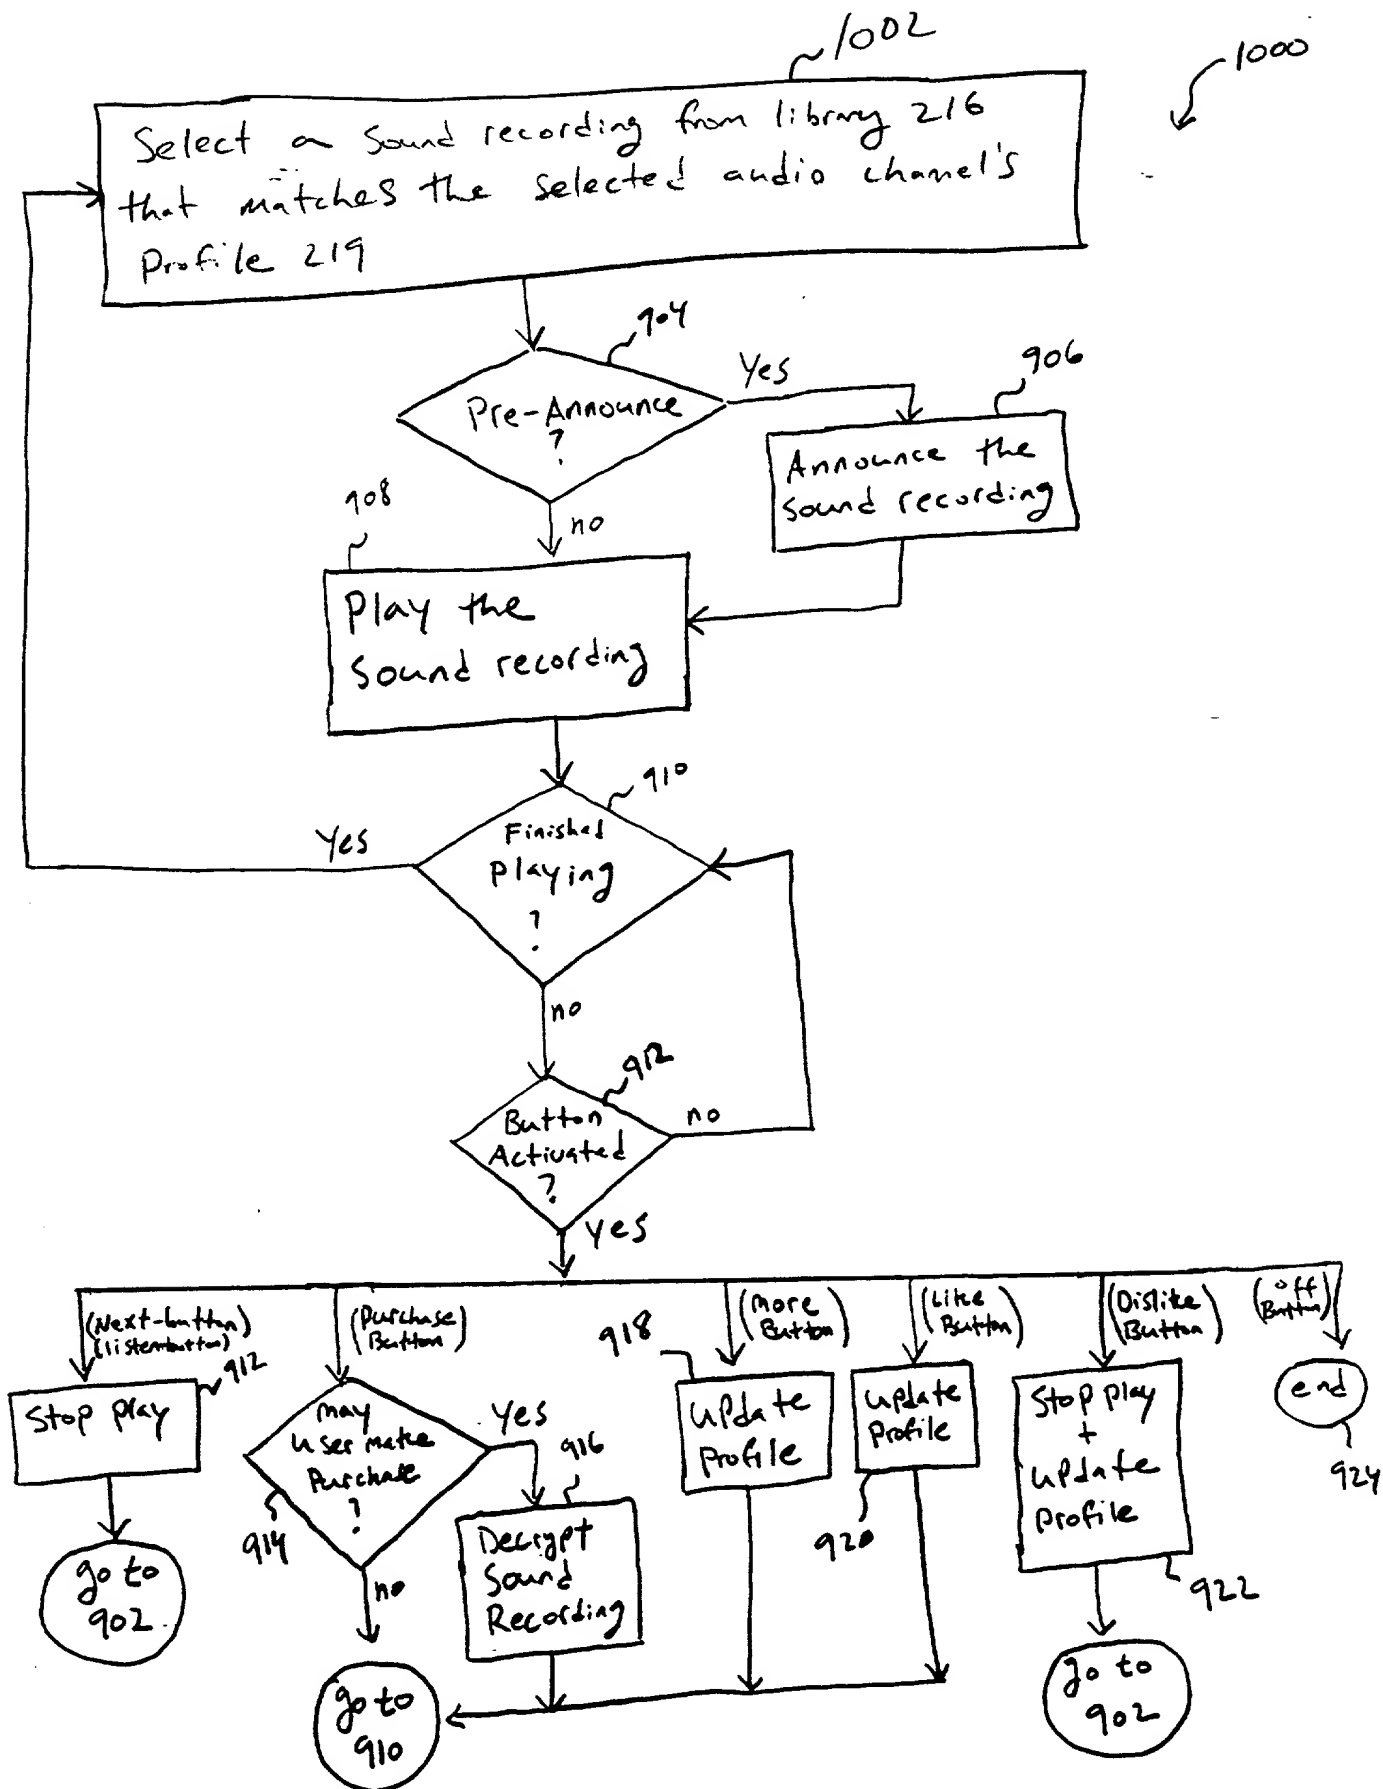 1002
1000
Select a sound recording from library 216
that matches the selected audio channel's
Profile 219
904
Yes
906
Pre-Announce
?
Announce the
sound recording
908
no
Play the
sound recording
910
Yes
Finished
Playing
?
no
912
Button
Activated
?
no
Yes
(Next-button)
(listenbutton)
(Purchase
Button)
(more
Button)
(Like
Button)
(Dislike
Button)
(off
Button)
912
Stop play
go to
902
may
user make
Purchase
?
914
Yes
no
916
Decrypt
Sound
Recording
go to
910
918
update
Profile
update
Profile
920
Stop play
+
update
Profile
922
go to
902
end
924